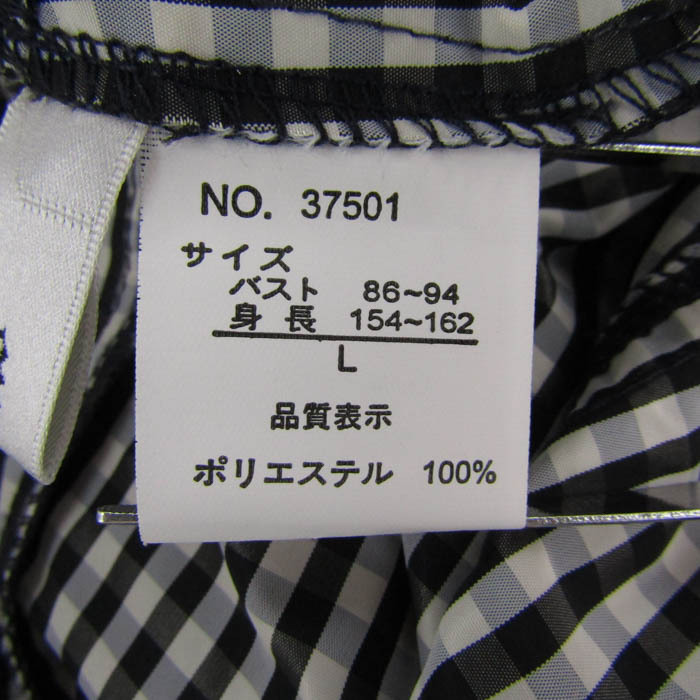 NO. 37501
サイズ
バスト 86~94
身長 154~162
L
品質表示
ポリエステル 100%